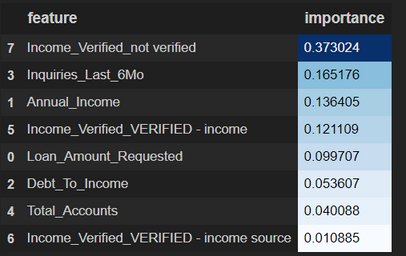 feature importance
7 Income_Verified_not verified 0.373024
3 Inquiries_Last_6Mo 0.165176
1 Annual_Income 0.136405
5 Income_Verified_VERIFIED - income 0.121109
0 Loan_Amount_Requested 0.099707
2 Debt_To_Income 0.053607
4 Total_Accounts 0.040088
6 Income_Verified_VERIFIED - income source 0.010885